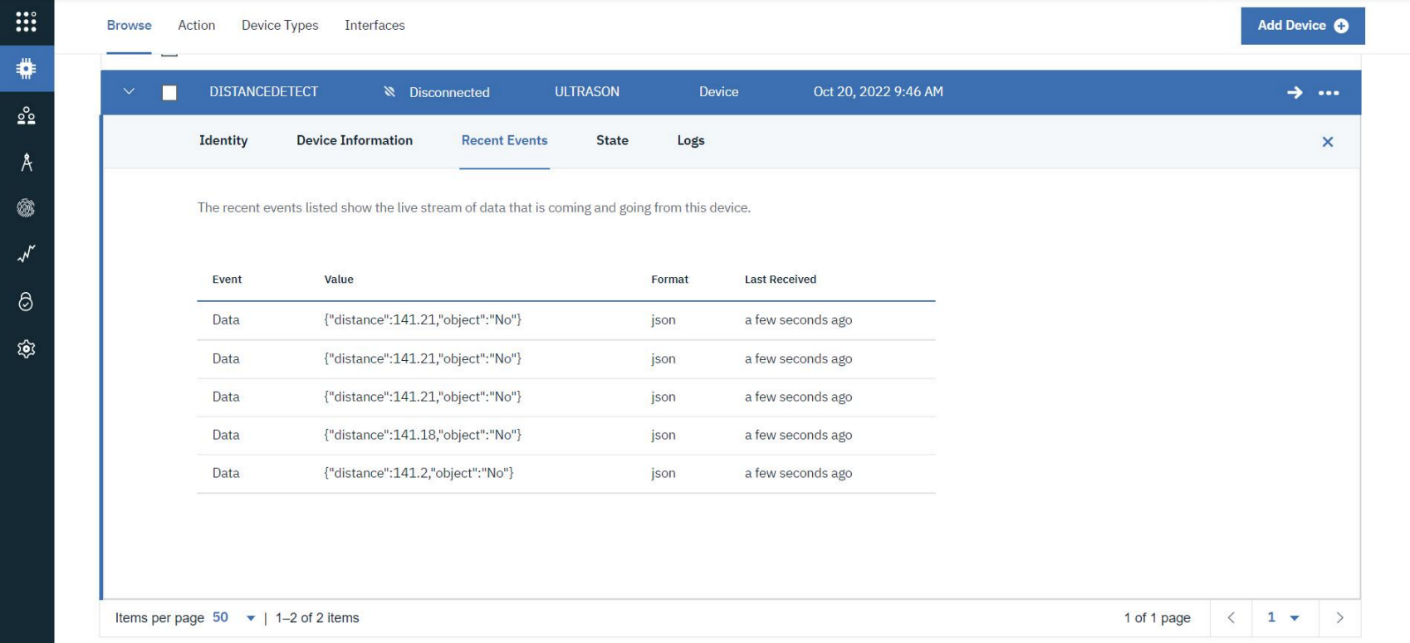 Browse Action Device Types Interfaces Add Device
DISTANCEDETECT Disconnected ULTRASON Device Oct 20, 2022 9:46 AM
Identity Device Information Recent Events State Logs
The recent events listed show the live stream of data that is coming and going from this device.
Event Value Format Last Received
Data {"distance":141.21,"object":"No"} json a few seconds ago
Data {"distance":141.21,"object":"No"} json a few seconds ago
Data {"distance":141.21,"object":"No"} json a few seconds ago
Data {"distance":141.18,"object":"No"} json a few seconds ago
Data {"distance":141.2,"object":"No"} json a few seconds ago
Items per page 50 | 1–2 of 2 items 1 of 1 page 1